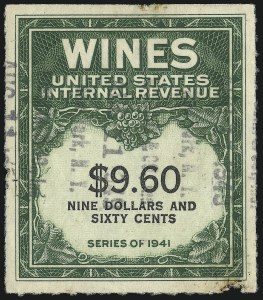 WINES
UNITED STATES
INTERNAL REVENUE
$9.60
NINE DOLLARS AND
SIXTY CENTS
SERIES OF 1941